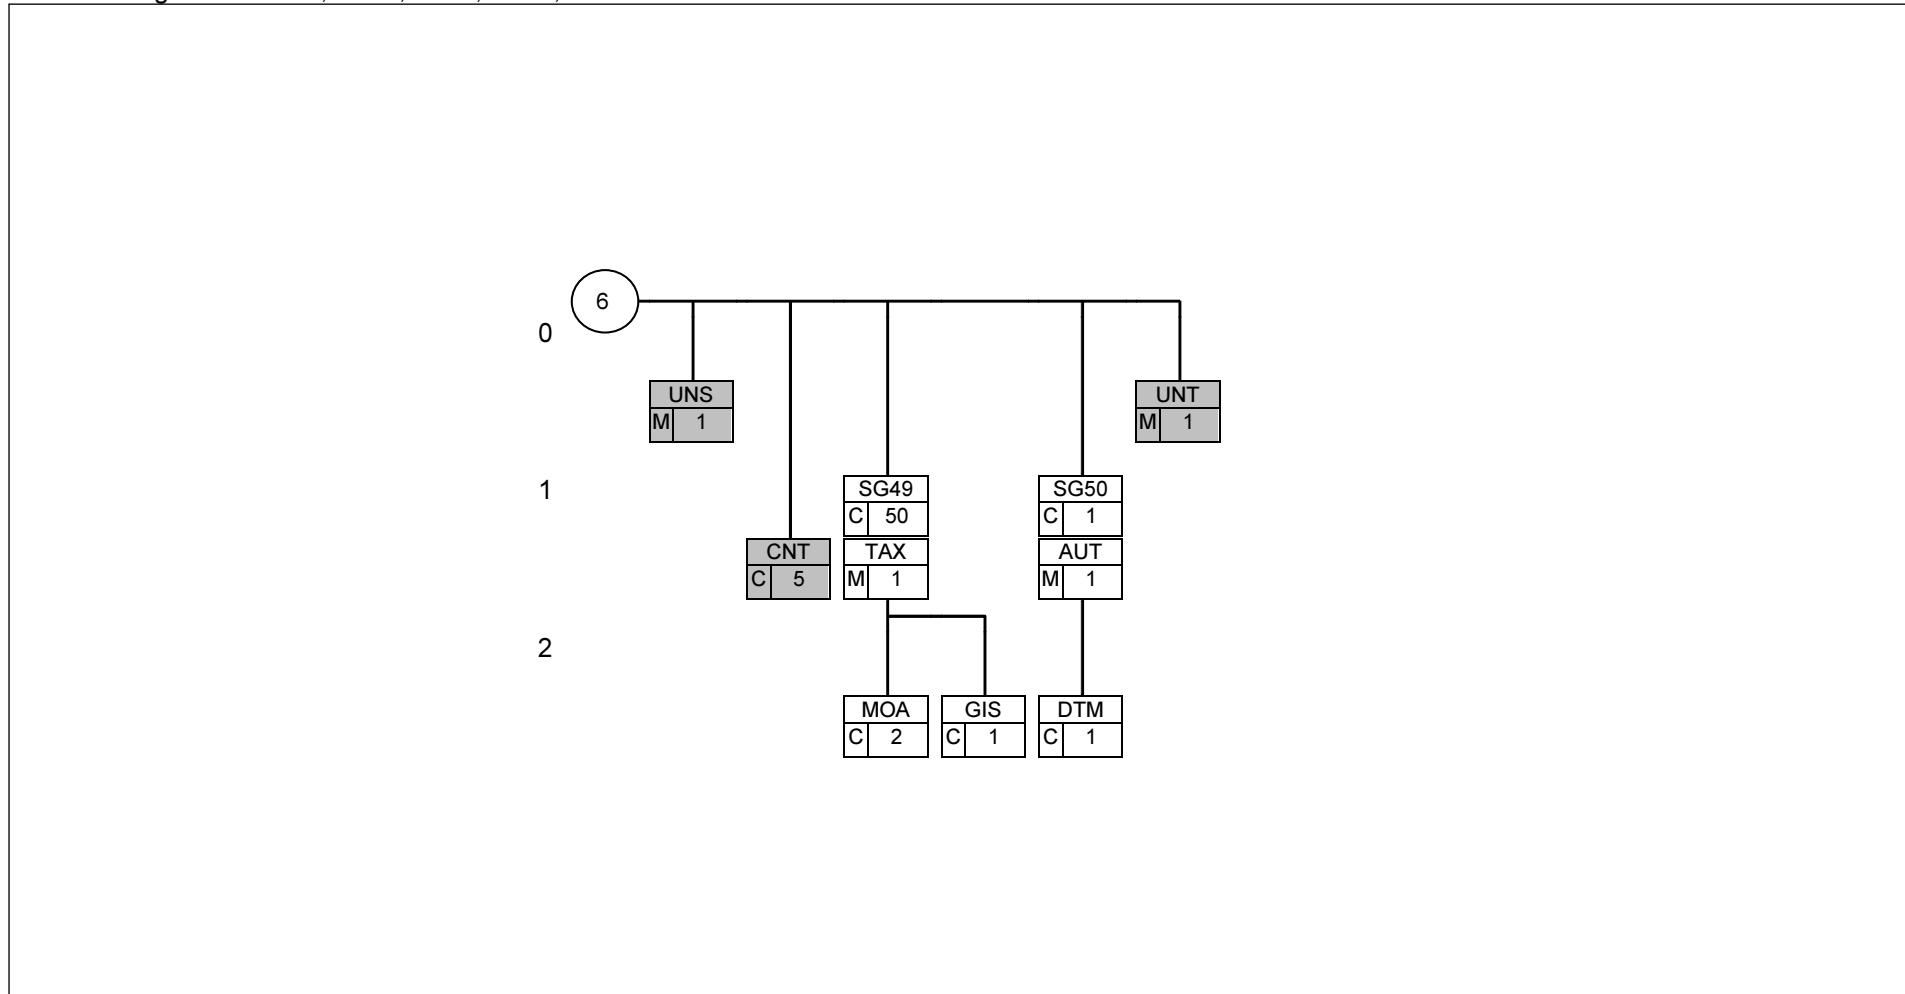 6
0
UNS UNT
M 1 M 1
1 SG49 SG50
C 50 C 1
CNT TAX AUT
C 5 M 1 M 1
2
MOA GIS DTM
C 2 C 1 C 1